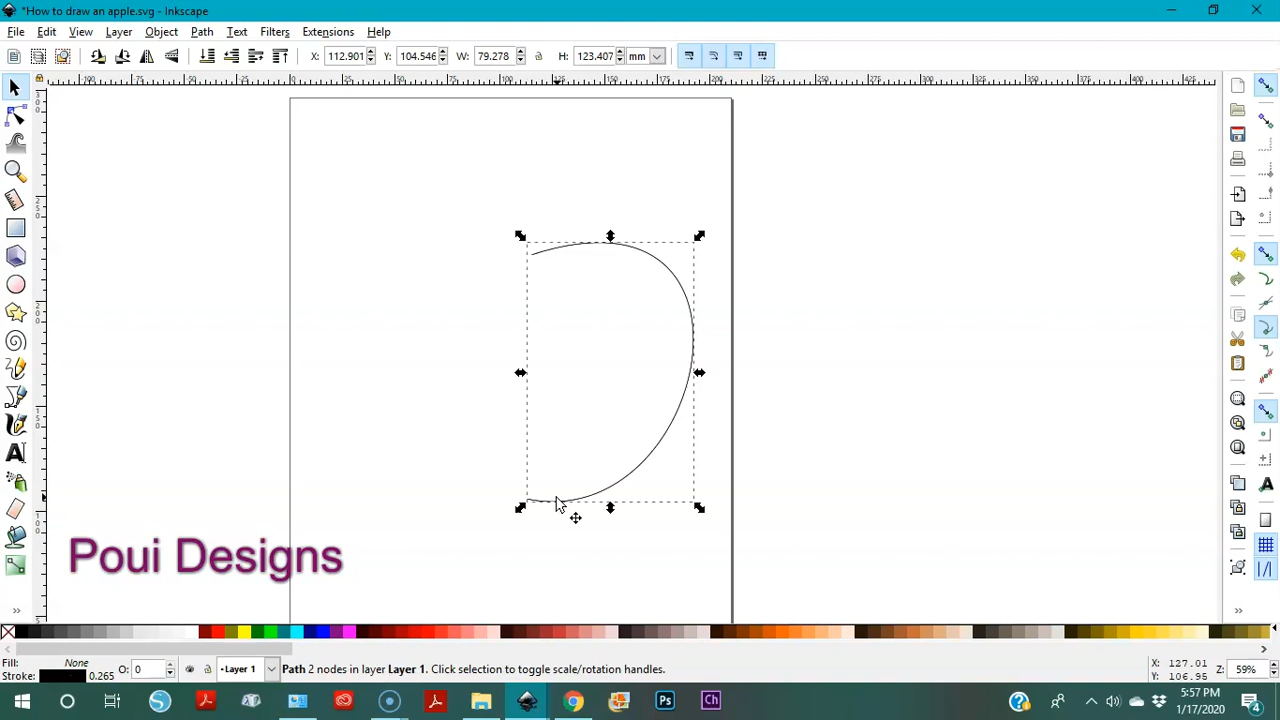 *How to draw an apple.svg - Inkscape
File Edit View Layer Object Path Text Filters Extensions Help
X: 112.901 Y: 104.546 W: 79.278 H: 123.407 mm
Poui Designs
Fill: None O: 0 Layer 1 Path 2 nodes in layer Layer 1. Click selection to toggle scale/rotation handles. X: 127.01 Z: 59%
Stroke: 0.265 Y: 106.95
Ps Ch 5:57 PM
1/17/2020 4